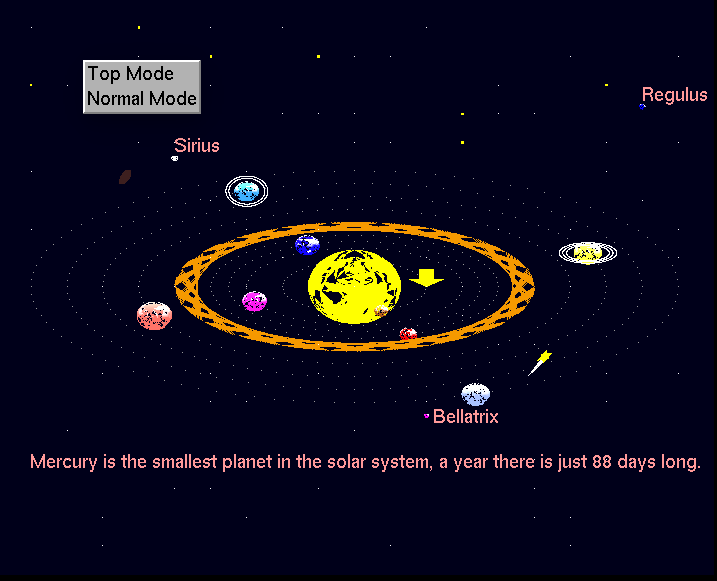 Top Mode
Normal Mode
Regulus
Sirius
Bellatrix
Mercury is the smallest planet in the solar system, a year there is just 88 days long.